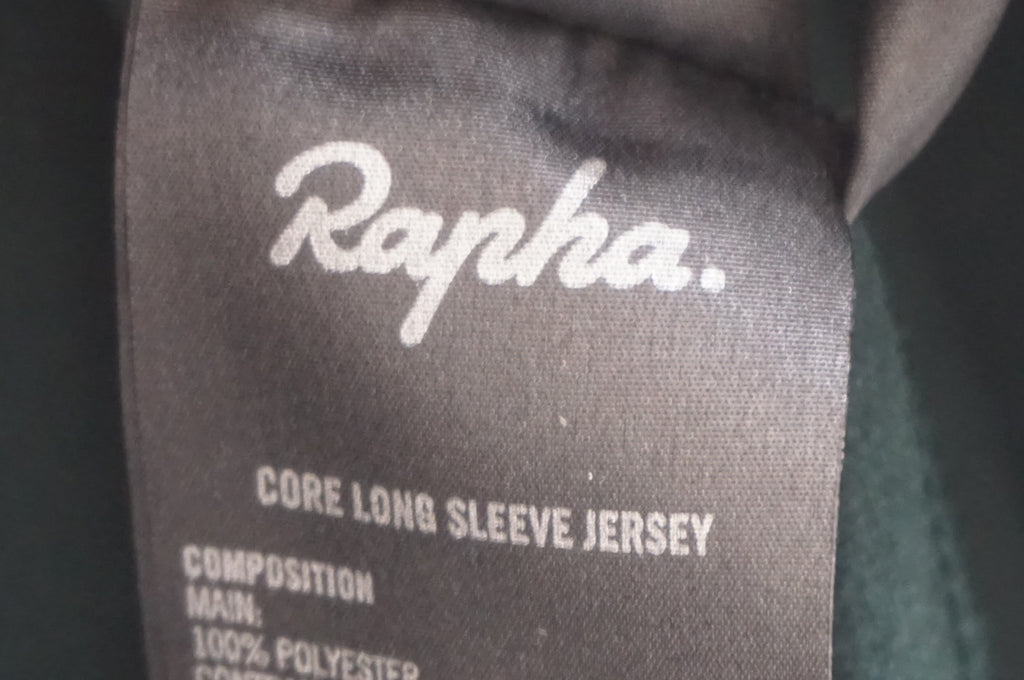 Rapha.
CORE LONG SLEEVE JERSEY
COMPOSITION
MAIN:
100% POLYESTER